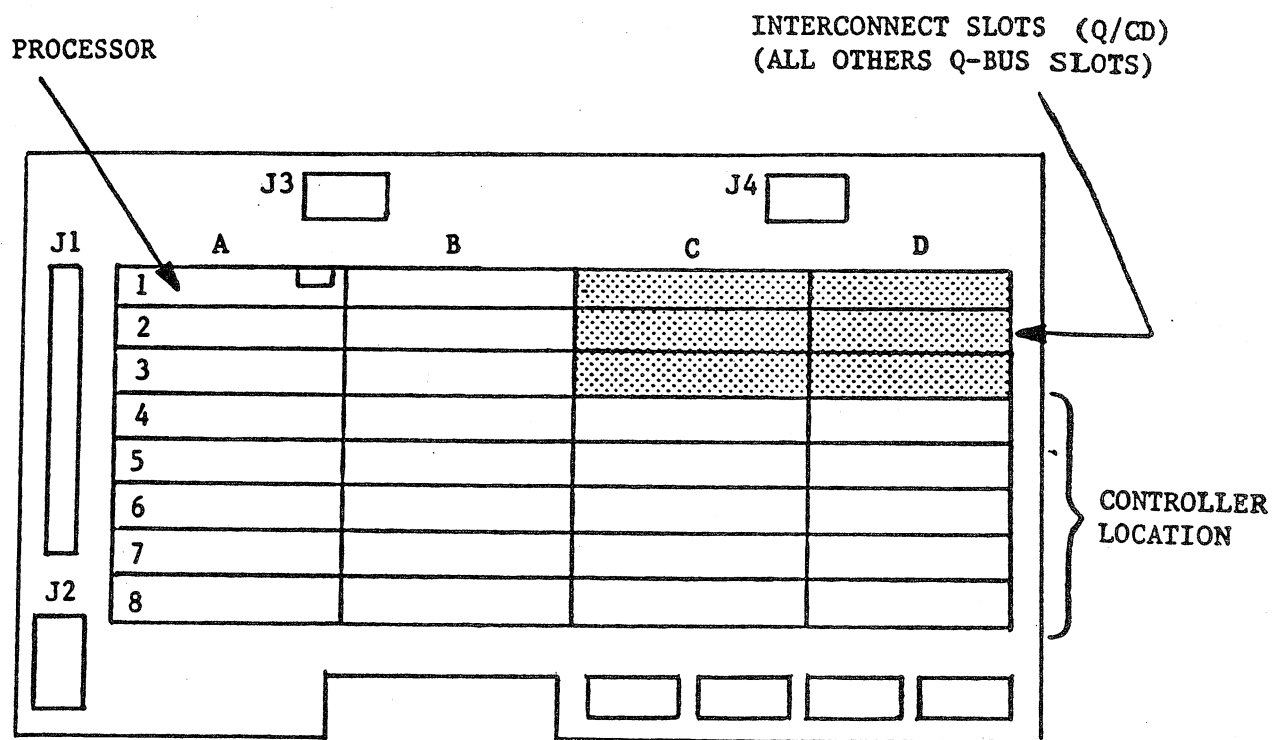 INTERCONNECT SLOTS (Q/CD)
(ALL OTHERS Q-BUS SLOTS)
PROCESSOR
J3
J4
J1
A
B
C
D
1
2
3
4
5
6
7
8
J2
CONTROLLER
LOCATION